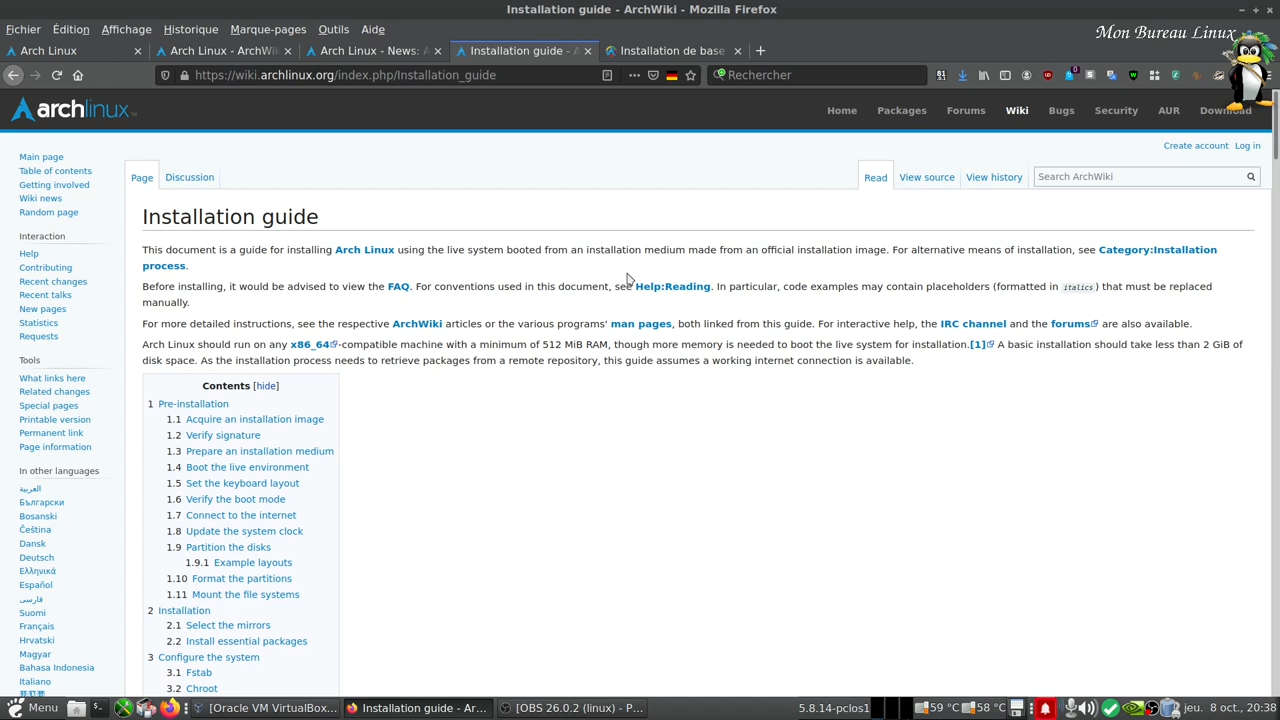 Installation guide - ArchWiki - Mozilla Firefox
Fichier Édition Affichage Historique Marque-pages Outils Aide
Mon Bureau Linux
Arch Linux
Arch Linux - ArchWi
Arch Linux - News: A
Installation guide - A
Installation de base
https://wiki.archlinux.org/index.php/Installation_guide
Rechercher
archlinux
Home Packages Forums Wiki Bugs Security AUR Download
Create account Log in
Main page
Table of contents
Getting involved
Wiki news
Random page
Interaction
Help
Contributing
Recent changes
Recent talks
New pages
Statistics
Requests
Tools
What links here
Related changes
Special pages
Printable version
Permanent link
Page information
In other languages
العربية
Български
Bosanski
Čeština
Dansk
Deutsch
Ελληνικά
Español
فارسی
Suomi
Français
Hrvatski
Magyar
Bahasa Indonesia
Italiano
Page Discussion
Read View source View history
Search ArchWiki
Installation guide
This document is a guide for installing Arch Linux using the live system booted from an installation medium made from an official installation image. For alternative means of installation, see Category:Installation
process.
Before installing, it would be advised to view the FAQ. For conventions used in this document, see Help:Reading. In particular, code examples may contain placeholders (formatted in italics) that must be replaced
manually.
For more detailed instructions, see the respective ArchWiki articles or the various programs' man pages, both linked from this guide. For interactive help, the IRC channel and the forums are also available.
Arch Linux should run on any x86_64-compatible machine with a minimum of 512 MiB RAM, though more memory is needed to boot the live system for installation.[1] A basic installation should take less than 2 GiB of
disk space. As the installation process needs to retrieve packages from a remote repository, this guide assumes a working internet connection is available.
Contents [hide]
1 Pre-installation
1.1 Acquire an installation image
1.2 Verify signature
1.3 Prepare an installation medium
1.4 Boot the live environment
1.5 Set the keyboard layout
1.6 Verify the boot mode
1.7 Connect to the internet
1.8 Update the system clock
1.9 Partition the disks
1.9.1 Example layouts
1.10 Format the partitions
1.11 Mount the file systems
2 Installation
2.1 Select the mirrors
2.2 Install essential packages
3 Configure the system
3.1 Fstab
3.2 Chroot
Menu
[Oracle VM VirtualBox...
Installation guide - Ar...
[OBS 26.0.2 (linux) - P...
5.8.14-pclos1
59 °C 58 °C
jeu. 8 oct., 20:38